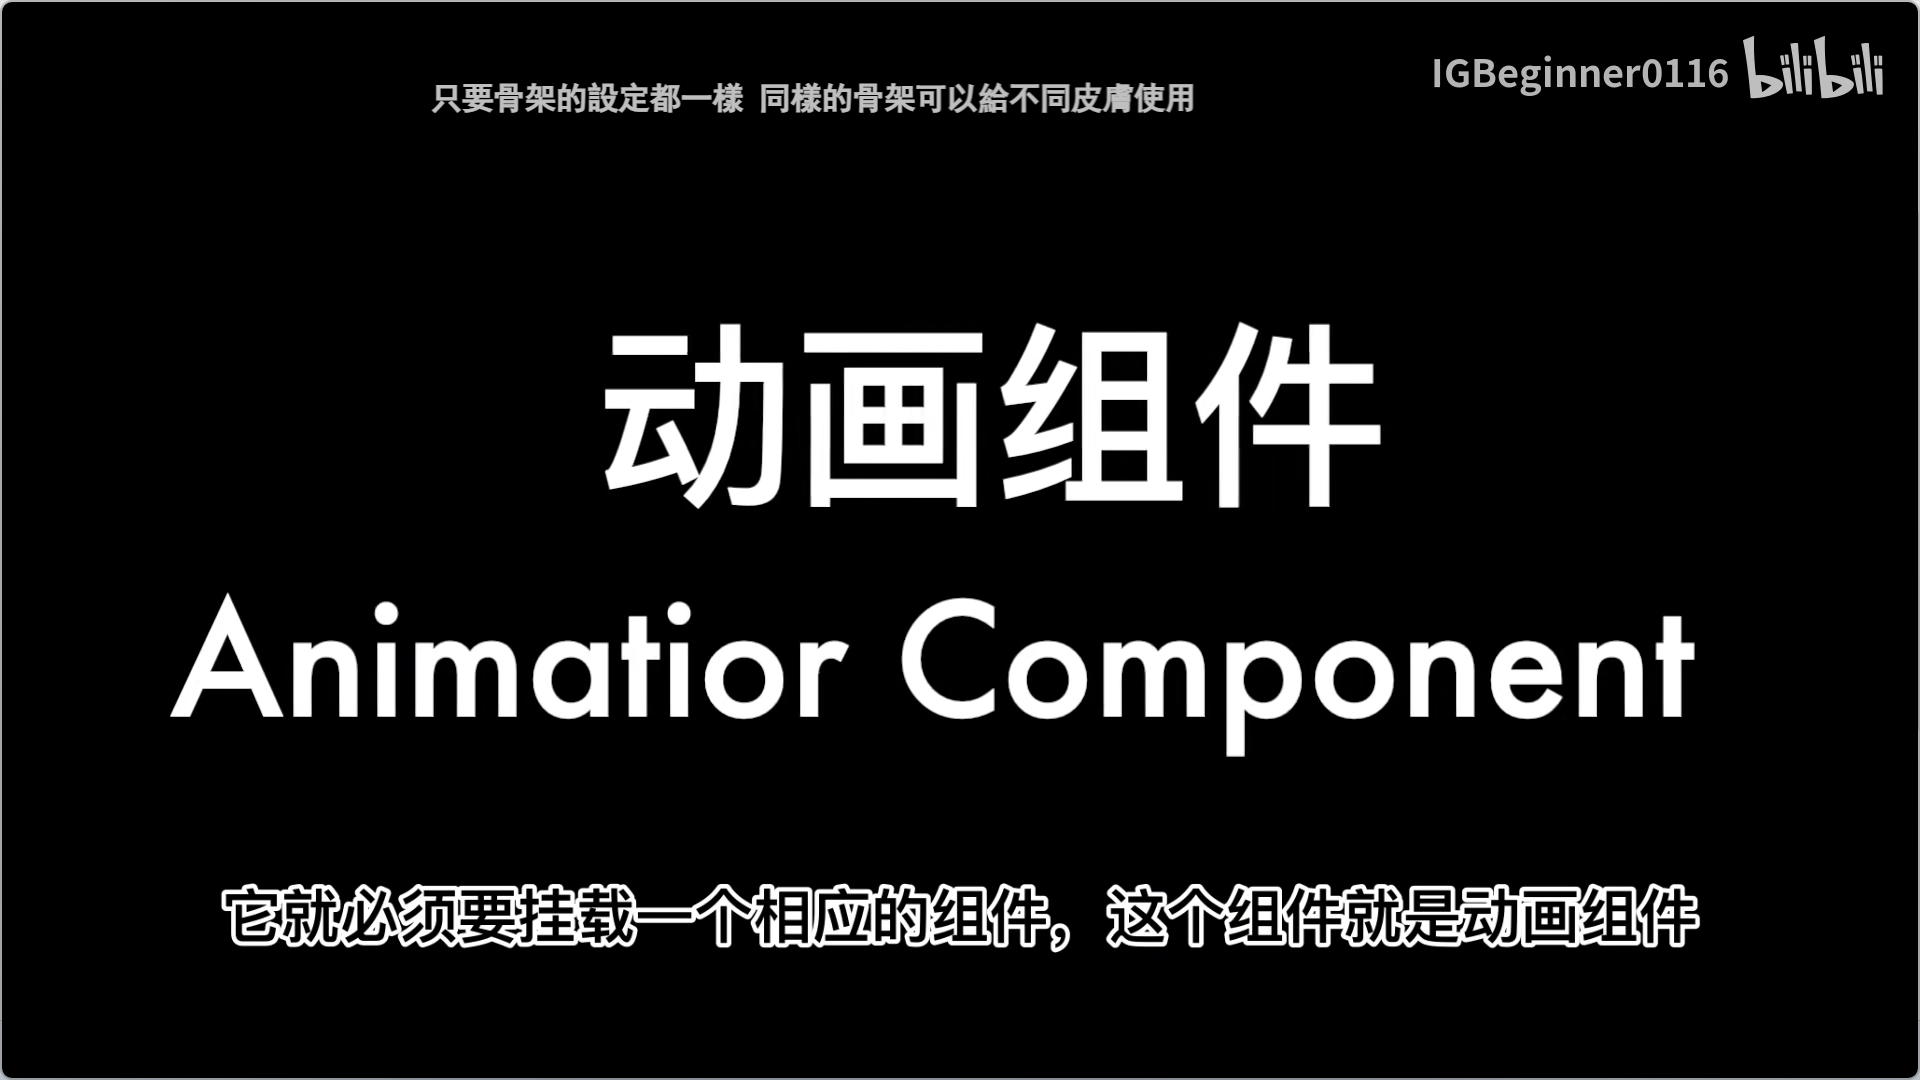 IGBeginner0116 bilibili
只要骨架的設定都一樣 同樣的骨架可以給不同皮膚使用
动画组件
Animatior Component
它就必须要挂载一个相应的组件，这个组件就是动画组件